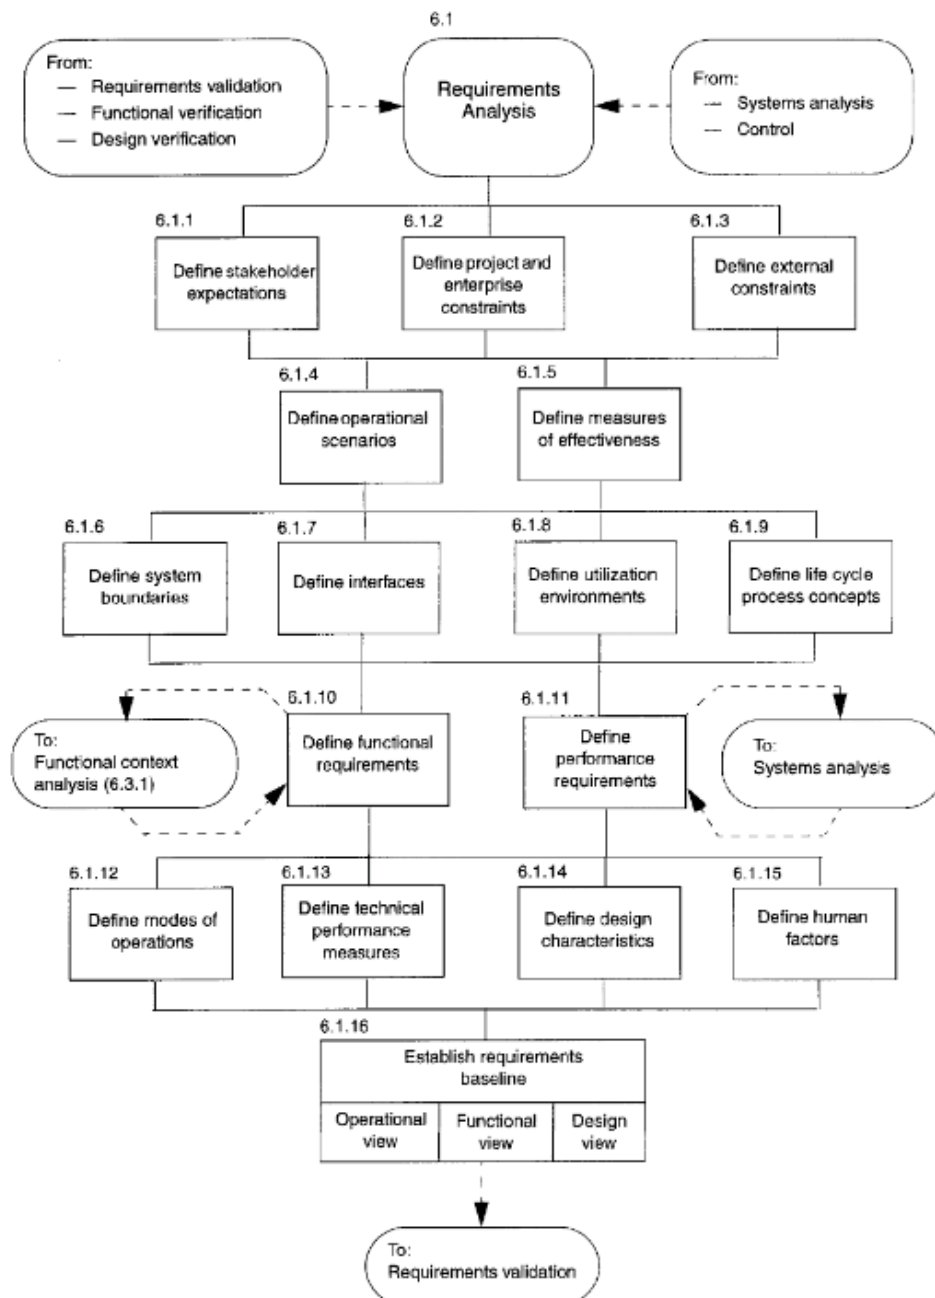 6.1
From:
— Requirements validation
— Functional verification
— Design verification
Requirements
Analysis
From:
— Systems analysis
— Control
6.1.1
Define stakeholder
expectations
6.1.2
Define project and
enterprise
constraints
6.1.3
Define external
constraints
6.1.4
Define operational
scenarios
6.1.5
Define measures
of effectiveness
6.1.6
Define system
boundaries
6.1.7
Define interfaces
6.1.8
Define utilization
environments
6.1.9
Define life cycle
process concepts
To:
Functional context
analysis (6.3.1)
6.1.10
Define functional
requirements
6.1.11
Define
performance
requirements
To:
Systems analysis
6.1.12
Define modes of
operations
6.1.13
Define technical
performance
measures
6.1.14
Define design
characteristics
6.1.15
Define human
factors
6.1.16
Establish requirements
baseline
Operational
view
Functional
view
Design
view
To:
Requirements validation